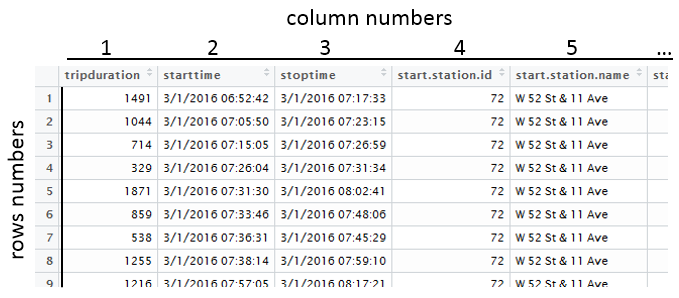 column numbers
1 2 3 4 5 ...
tripduration starttime stoptime start.station.id start.station.name sta
rows numbers
1 1491 3/1/2016 06:52:42 3/1/2016 07:17:33 72 W 52 St & 11 Ave
2 1044 3/1/2016 07:05:50 3/1/2016 07:23:15 72 W 52 St & 11 Ave
3 714 3/1/2016 07:15:05 3/1/2016 07:26:59 72 W 52 St & 11 Ave
4 329 3/1/2016 07:26:04 3/1/2016 07:31:34 72 W 52 St & 11 Ave
5 1871 3/1/2016 07:31:30 3/1/2016 08:02:41 72 W 52 St & 11 Ave
6 859 3/1/2016 07:33:46 3/1/2016 07:48:06 72 W 52 St & 11 Ave
7 538 3/1/2016 07:36:31 3/1/2016 07:45:29 72 W 52 St & 11 Ave
8 1255 3/1/2016 07:38:14 3/1/2016 07:59:10 72 W 52 St & 11 Ave
9 1216 3/1/2016 07:57:05 3/1/2016 08:17:21 72 W 52 St & 11 Ave